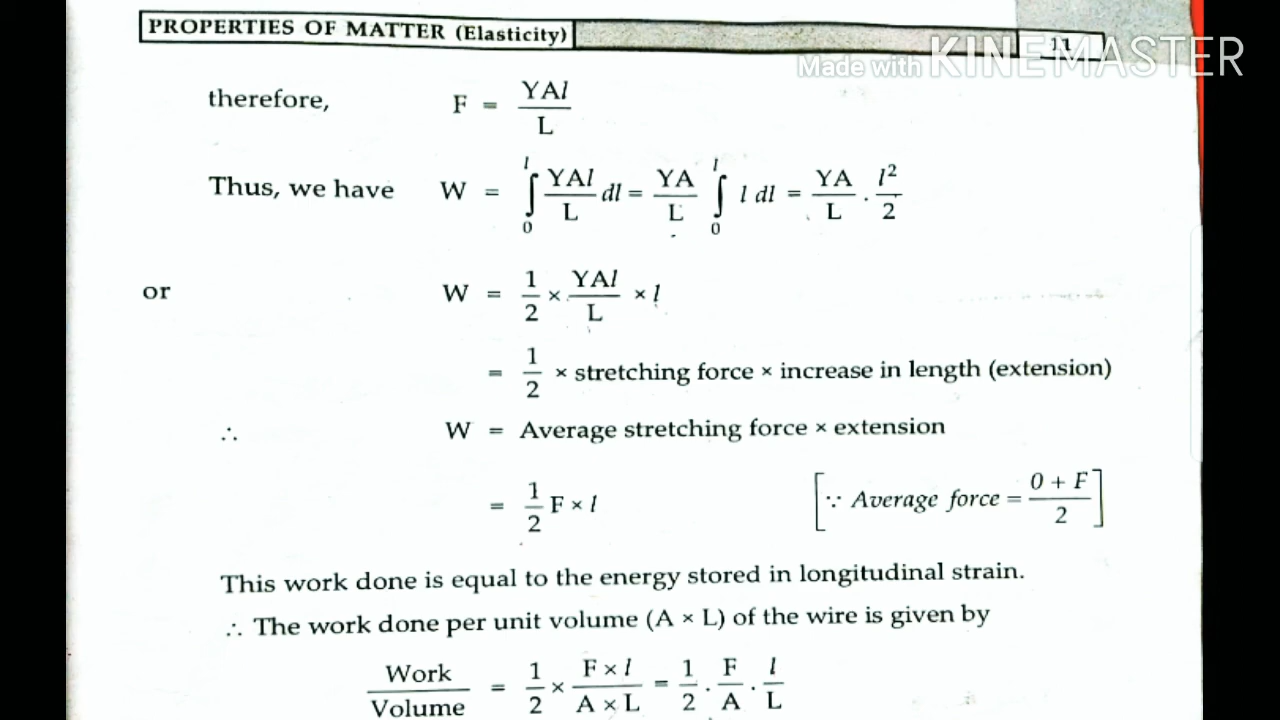 PROPERTIES OF MATTER (Elasticity) 11
Made with KINEMASTER
therefore, F = YAl/L
Thus, we have W = ∫₀ˡ YAl/L dl = YA/L ∫₀ˡ l dl = YA/L . l²/2
or W = 1/2 × YAl/L × l
= 1/2 × stretching force × increase in length (extension)
∴ W = Average stretching force × extension
= 1/2 F × l [∵ Average force = 0 + F/2]
This work done is equal to the energy stored in longitudinal strain.
∴ The work done per unit volume (A × L) of the wire is given by
Work/Volume = 1/2 × F × l/A × L = 1/2 . F/A . l/L